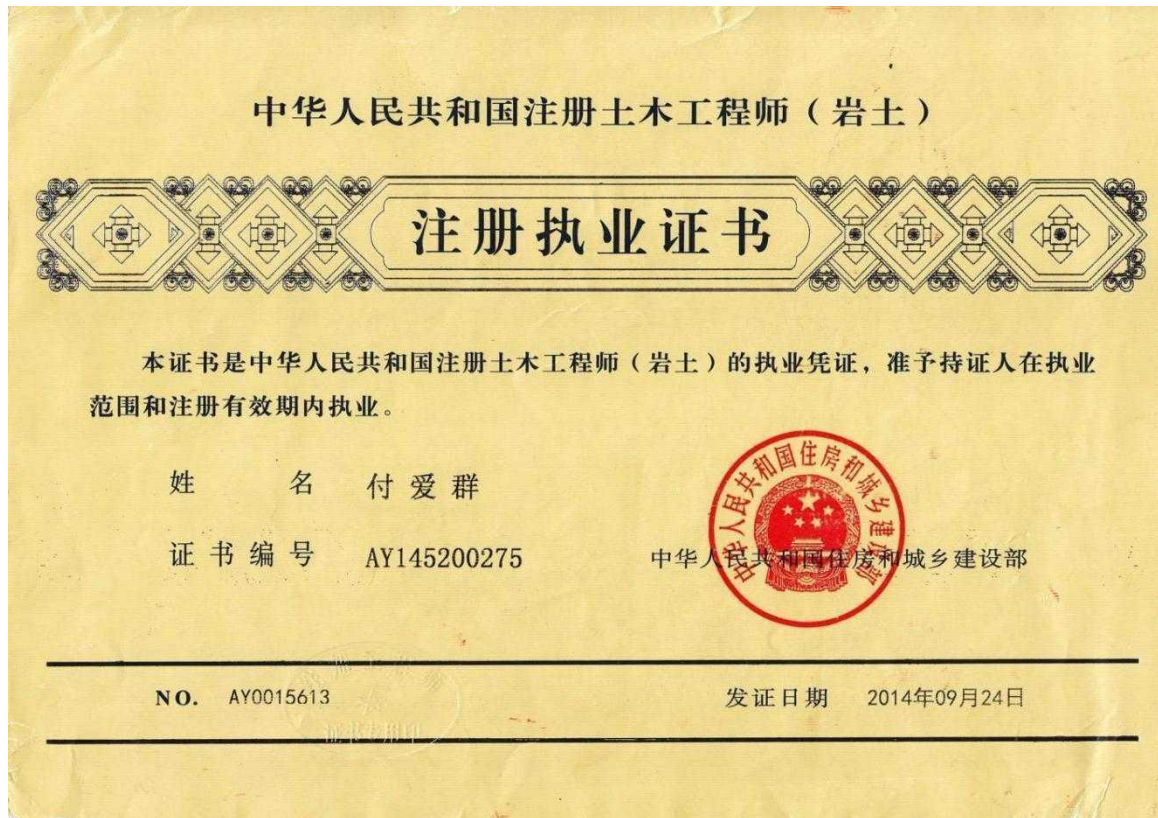 中华人民共和国注册土木工程师（岩土）
注册执业证书
本证书是中华人民共和国注册土木工程师（岩土）的执业凭证，准予持证人在执业
范围和注册有效期内执业。
姓 名 付爱群
证书编号 AY145200275
中华人民共和国住房和城乡建设部
中华人民共和国住房和城乡建设部
NO. AY0015613
发证日期 2014年09月24日
证书专用印